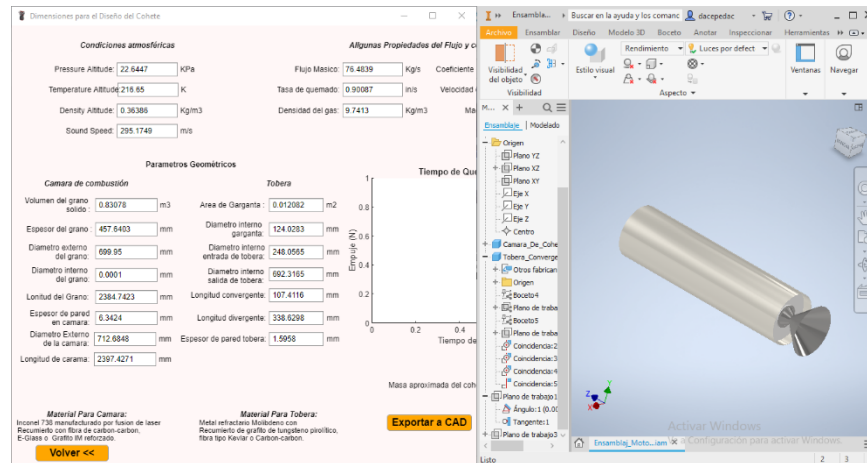 Dimensiones para el Diseño del Cohete
Condiciones atmosféricas
Allgunas Propiedades del Flujo y c
Pressure Altitude: 22.6447 KPa
Flujo Masico: 76.4839 Kg/s Coeficiente
Temperature Altitude: 216.65 K
Tasa de quemado: 0.90087 in/s Velocidad
Density Altitude: 0.36386 Kg/m3
Densidad del gas: 9.7413 Kg/m3 Ma
Sound Speed: 295.1749 m/s
Parametros Geométricos
Camara de combustión
Tobera
Tiempo de Que
Volumen del grano solido : 0.83078 m3
Area de Garganta : 0.012082 m2
Espesor del grano : 457.6403 mm
Diametro interno garganta: 124.0283 mm
Diametro externo del grano: 699.95 mm
Diametro interno entrada de tobera: 248.0565 mm
Diametro interno del grano: 0.0001 mm
Diametro interno salida de tobera: 692.3165 mm
Lonitud del Grano: 2384.7423 mm
Longitud convergente: 107.4116 mm
Espesor de pared en camara: 6.3424 mm
Longitud divergente: 338.6298 mm
Diametro Externo de la camara: 712.6848 mm
Espesor de pared tobera: 1.5958 mm
Longitud de carama: 2397.4271 mm
Empuje (N)
1
0.8
0.6
0.4
0.2
0
0 0.2 0.4
Tiempo de
Masa aproximada del coh
Material Para Camara:
Inconel 738 manufacturado por fusion de laser
Recumiento con fibra de carbon-carbon.
E-Glass o Grafito IM reforzado.
Material Para Tobera:
Metal refractario Molibdeno con
Recumiento de grafito de tungsteno pirolítico,
fibra tipo Kevlar o Carbon-carbon.
Volver <<
Exportar a CAD
Ensambla...
Buscar en la ayuda y los comanc
dacepedac
Archivo Ensamblar Diseño Modelo 3D Boceto Anotar Inspeccionar Herramientas
Visibilidad del objeto
Visibilidad
Estilo visual
Rendimiento
Luces por defect
Aspecto
Ventanas
Navegar
M...
Ensamblaje | Modelado
Origen
Plano YZ
Plano XZ
Plano XY
Eje X
Eje Y
Eje Z
Centro
Camara_De_Cohe
Tobera_Converge
Otros fabrican
Origen
Boceto4
Plano de traba
Boceto5
Plano de traba
Coincidencia:2
Coincidencia:3
Coincidencia:4
Coincidencia:5
Plano de trabajo1
Ángulo:1 (0.00
Tangente:1
Plano de trabajo3
Z
Y
X
Activar Windows
a Configuración para activar Windows.
Ensamblaj_Moto...iam
Listo
2 3